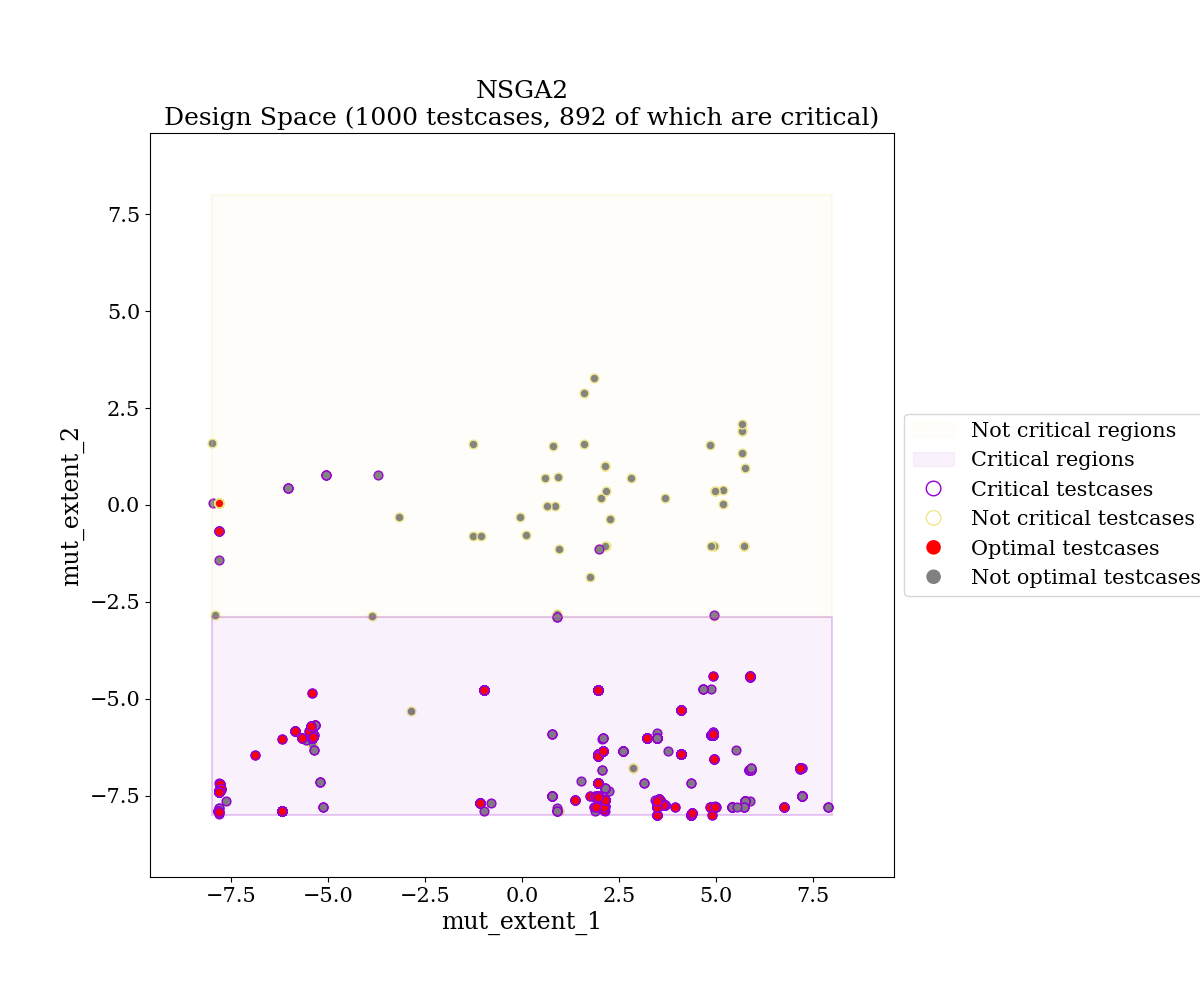 NSGA2
Design Space (1000 testcases, 892 of which are critical)
mut_extent_2
7.5
5.0
2.5
0.0
−2.5
−5.0
−7.5
−7.5
−5.0
−2.5
0.0
2.5
5.0
7.5
mut_extent_1
Not critical regions
Critical regions
Critical testcases
Not critical testcases
Optimal testcases
Not optimal testcases